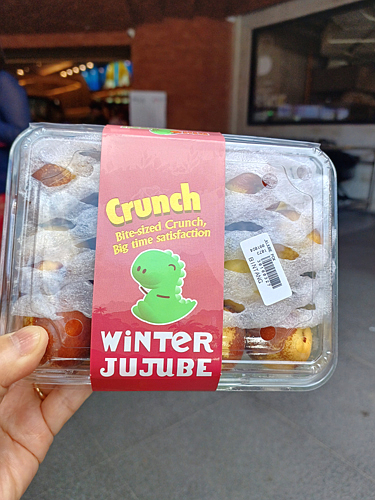 Crunch
Bite-sized Crunch,
Big time satisfaction
WiNTER
JUJUBE